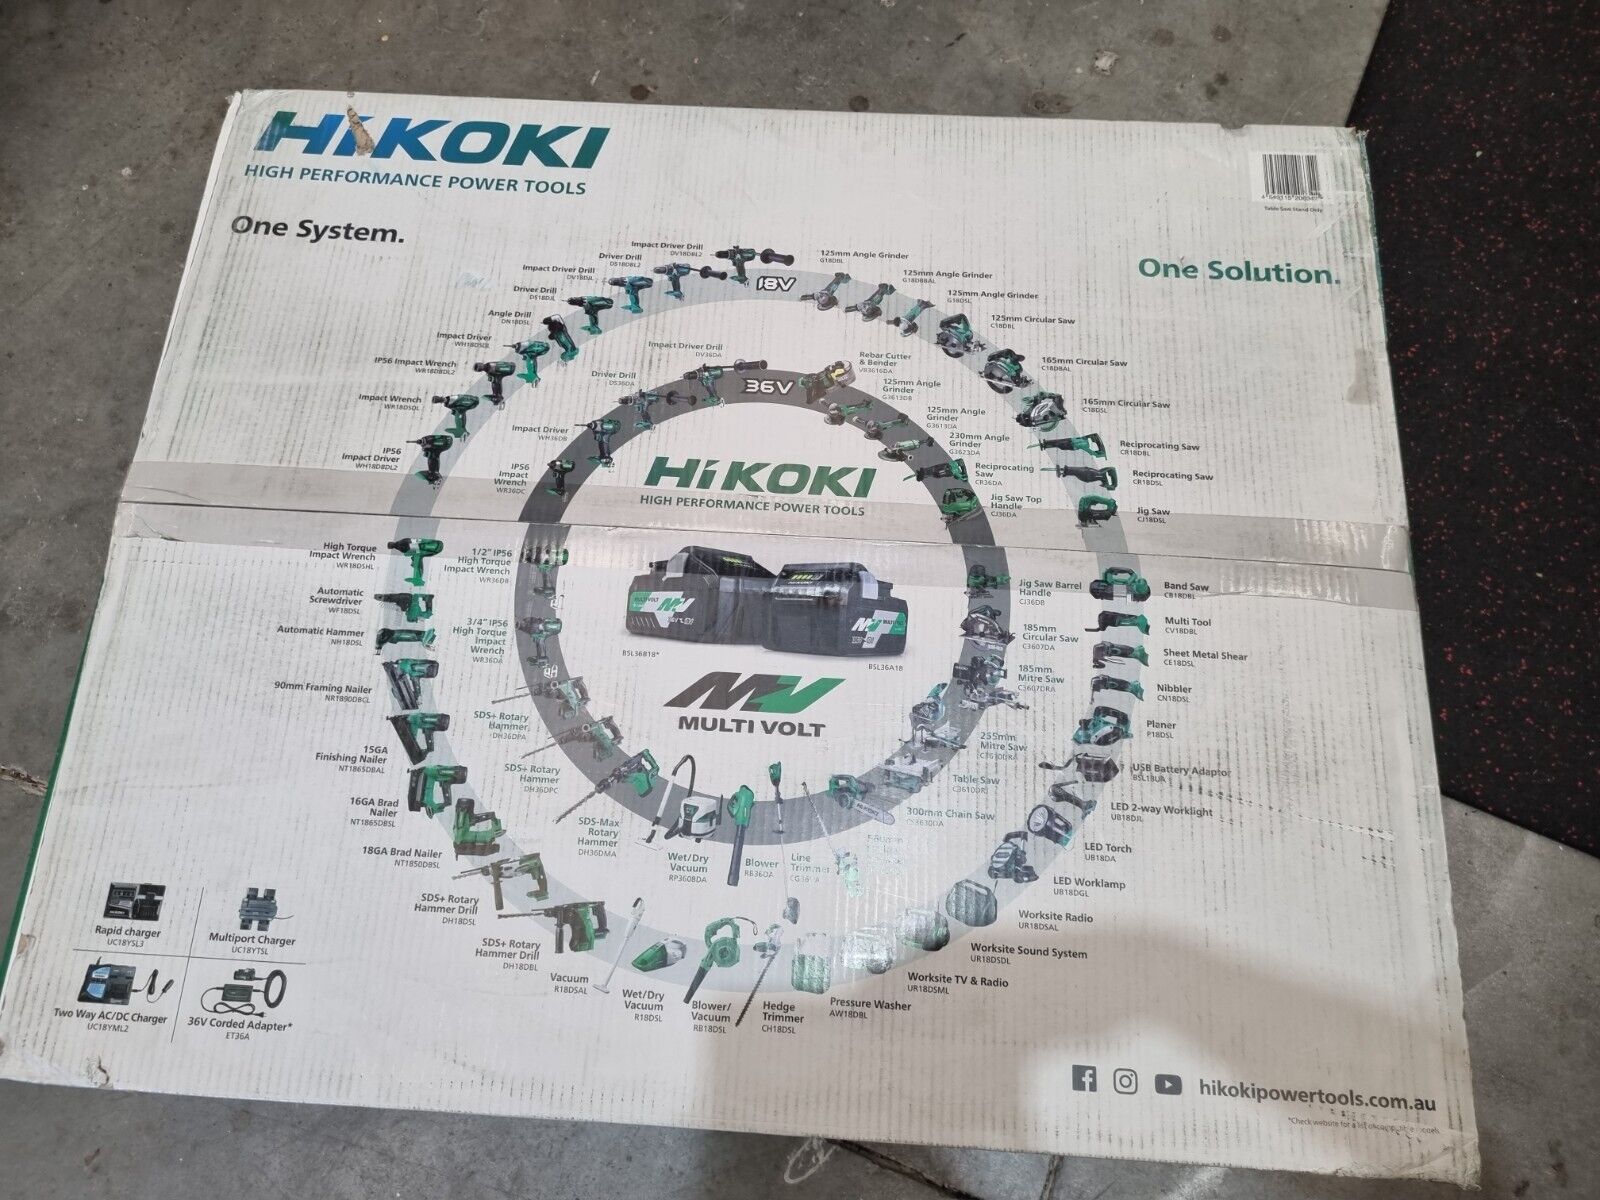 HiKOKI
HIGH PERFORMANCE POWER TOOLS
One System.
One Solution.
Table Saw Stand Only
18V
Impact Driver Drill
DV18DBL2
Driver Drill
DS18DBL2
Impact Driver Drill
DV18DJL
Driver Drill
DS18DJL
Angle Drill
DN18DSL
Impact Driver
WH18DSDL
IP56 Impact Wrench
WR18DBDL2
Impact Wrench
WR18DSDL
IP56
Impact Driver
WH18DBDL2
High Torque
Impact Wrench
WR18DSHL
Automatic
Screwdriver
WF18DSL
Automatic Hammer
NH18DSL
90mm Framing Nailer
NR1890DBCL
15GA
Finishing Nailer
NT1865DBAL
16GA Brad
Nailer
NT1865DBSL
18GA Brad Nailer
NT1850DBSL
SDS+ Rotary
Hammer Drill
DH18DSL
SDS+ Rotary
Hammer Drill
DH18DBL
Vacuum
R18DSAL
Wet/Dry
Vacuum
R18DSL
Blower/
Vacuum
RB18DSL
Hedge
Trimmer
CH18DSL
Pressure Washer
AW18DBL
Worksite TV & Radio
UR18DSML
Worksite Sound System
UR18DSDL
Worksite Radio
UR18DSAL
LED Worklamp
UB18DGL
LED Torch
UB18DA
LED 2-way Worklight
UB18DJL
USB Battery Adaptor
BSL18UA
Planer
P18DSL
Nibbler
CN18DSL
Sheet Metal Shear
CE18DSL
Multi Tool
CV18DBL
Band Saw
CB18DBL
Jig Saw
CJ18DSL
Reciprocating Saw
CR18DSL
Reciprocating Saw
CR18DBL
165mm Circular Saw
C18DSL
165mm Circular Saw
C18DBAL
125mm Circular Saw
C18DBL
125mm Angle Grinder
G18DSL
125mm Angle Grinder
G18DBBAL
125mm Angle Grinder
G18DBL
36V
Impact Driver Drill
DV36DA
Driver Drill
DS36DA
Impact Driver
WH36DB
IP56
Impact
Wrench
WR36DC
1/2" IP56
High Torque
Impact Wrench
WR36DB
3/4" IP56
High Torque
Impact
Wrench
WR36DA
SDS+ Rotary
Hammer
DH36DPA
SDS+ Rotary
Hammer
DH36DPC
SDS-Max
Rotary
Hammer
DH36DMA
Wet/Dry
Vacuum
RP3608DA
Blower
RB36DA
Line
Trimmer
300mm Chain Saw
CS3630DA
Table Saw
C3610DRJ
255mm
Mitre Saw
C3610DRA
185mm
Mitre Saw
C3607DRA
185mm
Circular Saw
C3607DA
Jig Saw Barrel
Handle
CJ36DB
Jig Saw Top
Handle
CJ36DA
Reciprocating
Saw
CR36DA
230mm Angle
Grinder
G3623DA
125mm Angle
Grinder
G3613DA
125mm Angle
Grinder
G3613DB
Rebar Cutter
& Bender
VB3616DA
HiKOKI
HIGH PERFORMANCE POWER TOOLS
BSL36B18*
BSL36A18
MV
MULTI VOLT
Rapid charger
UC18YSL3
Multiport Charger
UC18YTSL
Two Way AC/DC Charger
UC18YML2
36V Corded Adapter*
ET36A
hikokipowertools.com.au